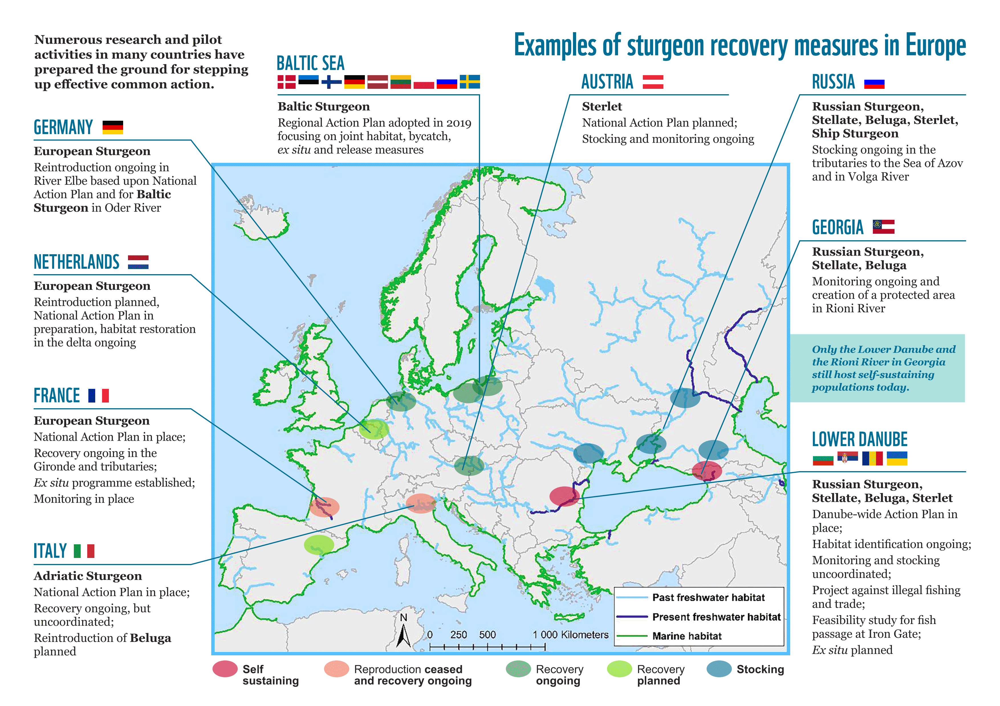 Examples of sturgeon recovery measures in Europe
Numerous research and pilot
activities in many countries have
prepared the ground for stepping
up effective common action.
GERMANY
European Sturgeon
Reintroduction ongoing in
River Elbe based upon National
Action Plan and for Baltic
Sturgeon in Oder River
NETHERLANDS
European Sturgeon
Reintroduction planned,
National Action Plan in
preparation, habitat restoration
in the delta ongoing
FRANCE
European Sturgeon
National Action Plan in place;
Recovery ongoing in the
Gironde and tributaries;
Ex situ programme established;
Monitoring in place
ITALY
Adriatic Sturgeon
National Action Plan in place;
Recovery ongoing, but
uncoordinated;
Reintroduction of Beluga
planned
BALTIC SEA
Baltic Sturgeon
Regional Action Plan adopted in 2019
focusing on joint habitat, bycatch,
ex situ and release measures
AUSTRIA
Sterlet
National Action Plan planned;
Stocking and monitoring ongoing
RUSSIA
Russian Sturgeon,
Stellate, Beluga, Sterlet,
Ship Sturgeon
Stocking ongoing in the
tributaries to the Sea of Azov
and in Volga River
GEORGIA
Russian Sturgeon,
Stellate, Beluga
Monitoring ongoing and
creation of a protected area
in Rioni River
Only the Lower Danube and
the Rioni River in Georgia
still host self-sustaining
populations today.
LOWER DANUBE
Russian Sturgeon,
Stellate, Beluga, Sterlet
Danube-wide Action Plan in
place;
Habitat identification ongoing;
Monitoring and stocking
uncoordinated;
Project against illegal fishing
and trade;
Feasibility study for fish
passage at Iron Gate;
Ex situ planned
Past freshwater habitat
Present freshwater habitat
Marine habitat
N
0 250 500 1 000 Kilometers
Self
sustaining
Reproduction ceased
and recovery ongoing
Recovery
ongoing
Recovery
planned
Stocking